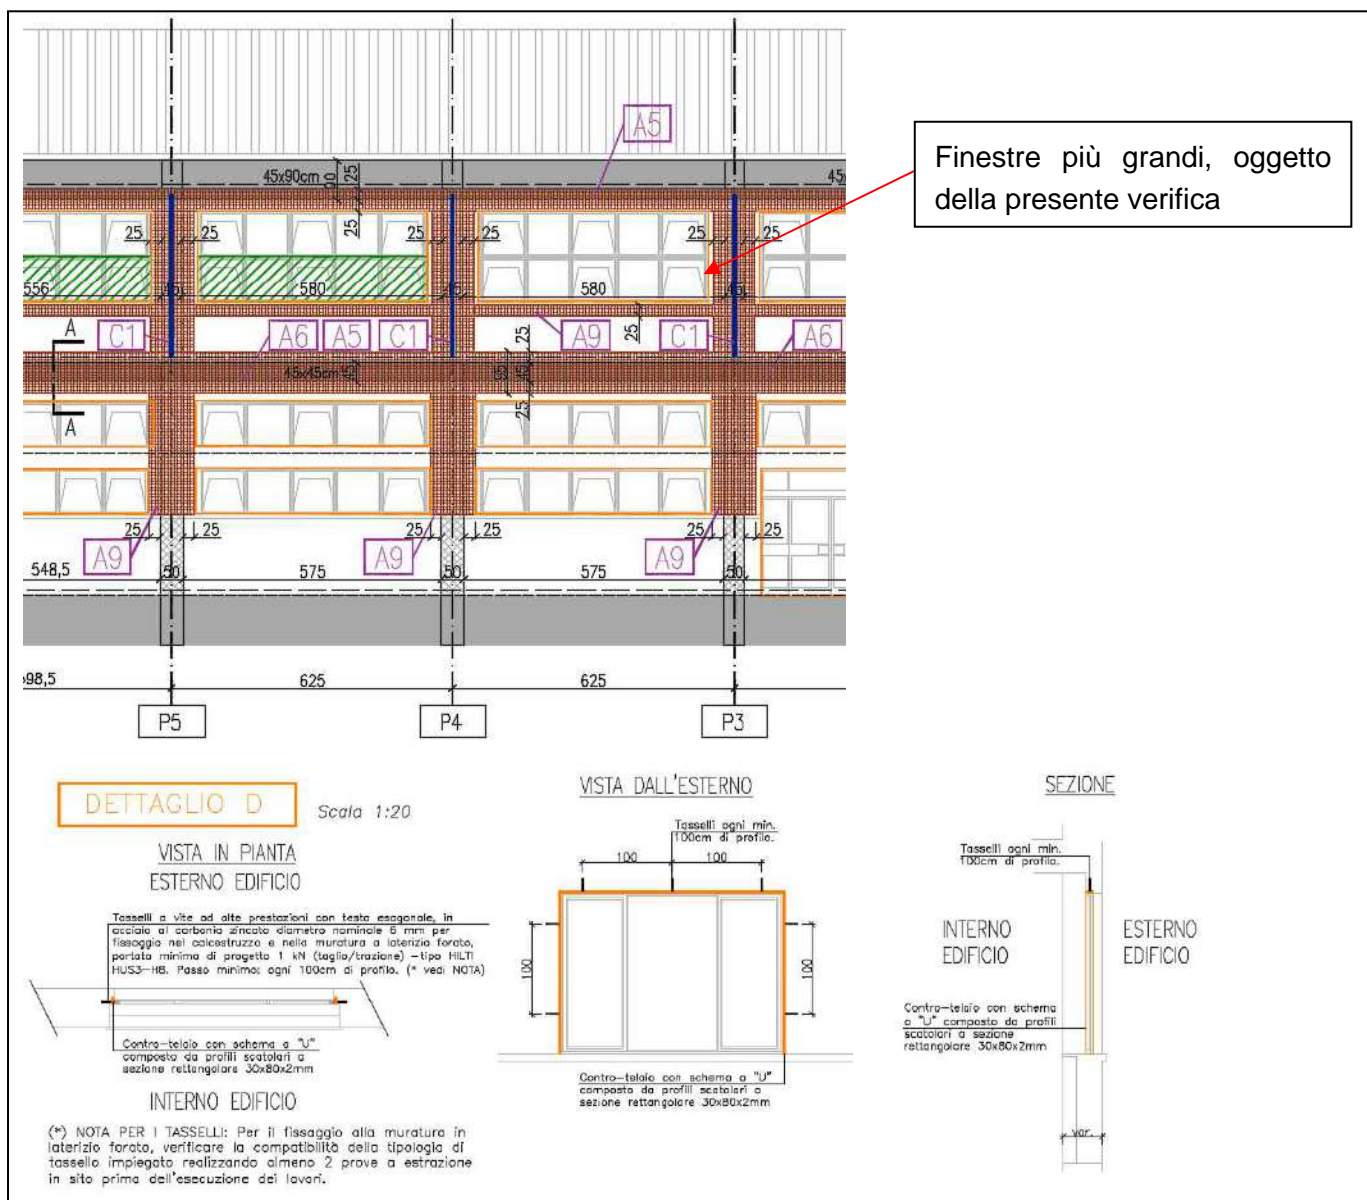 A5
Finestre più grandi, oggetto
della presente verifica
45x90cm
90
25
45x
25
25 25 25 25 25 25
556 45 580 45 580 45
A
C1
A6
A5
C1
A9
25
25
C1
A6
45x45cm
45
95
45
25
A
25 25 25 25 25 25
A9
A9
A9
548,5 50 575 50 575 50
98,5 625 625
P5
P4
P3
DETTAGLIO D
Scala 1:20
VISTA IN PIANTA
ESTERNO EDIFICIO
Tasselli a vite ad alte prestazioni con testa esagonale, in
acciaio al carbonio zincato diametro nominale 6 mm per
fissaggio nel calcestruzzo e nella muratura a laterizio forato,
portata minima di progetto 1 kN (taglio/trazione) –tipo HILTI
HUS3–H8. Passo minimo: ogni 100cm di profilo. (* vedi NOTA)
Contro–telaio con schema a "U"
composto da profili scatolari a
sezione rettangolare 30x80x2mm
INTERNO EDIFICIO
(*) NOTA PER I TASSELLI: Per il fissaggio alla muratura in
laterizio forato, verificare la compatibilità della tipologia di
tassello impiegato realizzando almeno 2 prove a estrazione
in sito prima dell'esecuzione dei lavori.
VISTA DALL'ESTERNO
Tasselli ogni min.
100cm di profilo.
100 100
100 100
Contro–telaio con schema a "U"
composto da profili scatolari a
sezione rettangolare 30x80x2mm
SEZIONE
Tasselli ogni min.
100cm di profilo.
INTERNO
EDIFICIO
ESTERNO
EDIFICIO
Contro–telaio con schema
a "U" composto da profili
scatolari a sezione
rettangolare 30x80x2mm
var.